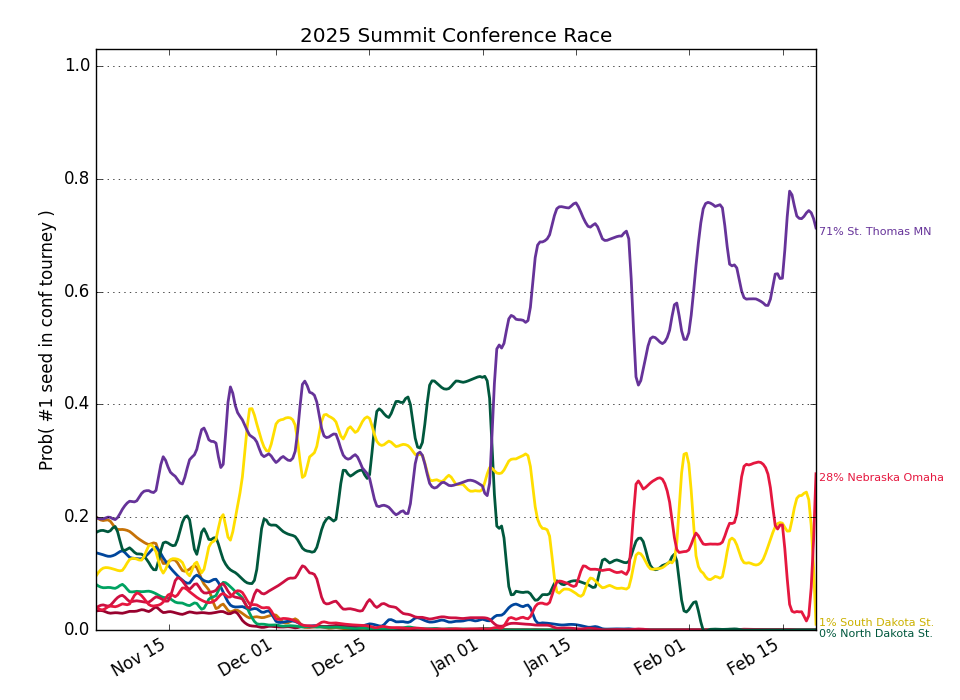 2025 Summit Conference Race
Prob( #1 seed in conf tourney )
1.0
0.8
0.6
0.4
0.2
0.0
71% St. Thomas MN
28% Nebraska Omaha
1% South Dakota St.
0% North Dakota St.
Nov 15
Dec 01
Dec 15
Jan 01
Jan 15
Feb 01
Feb 15